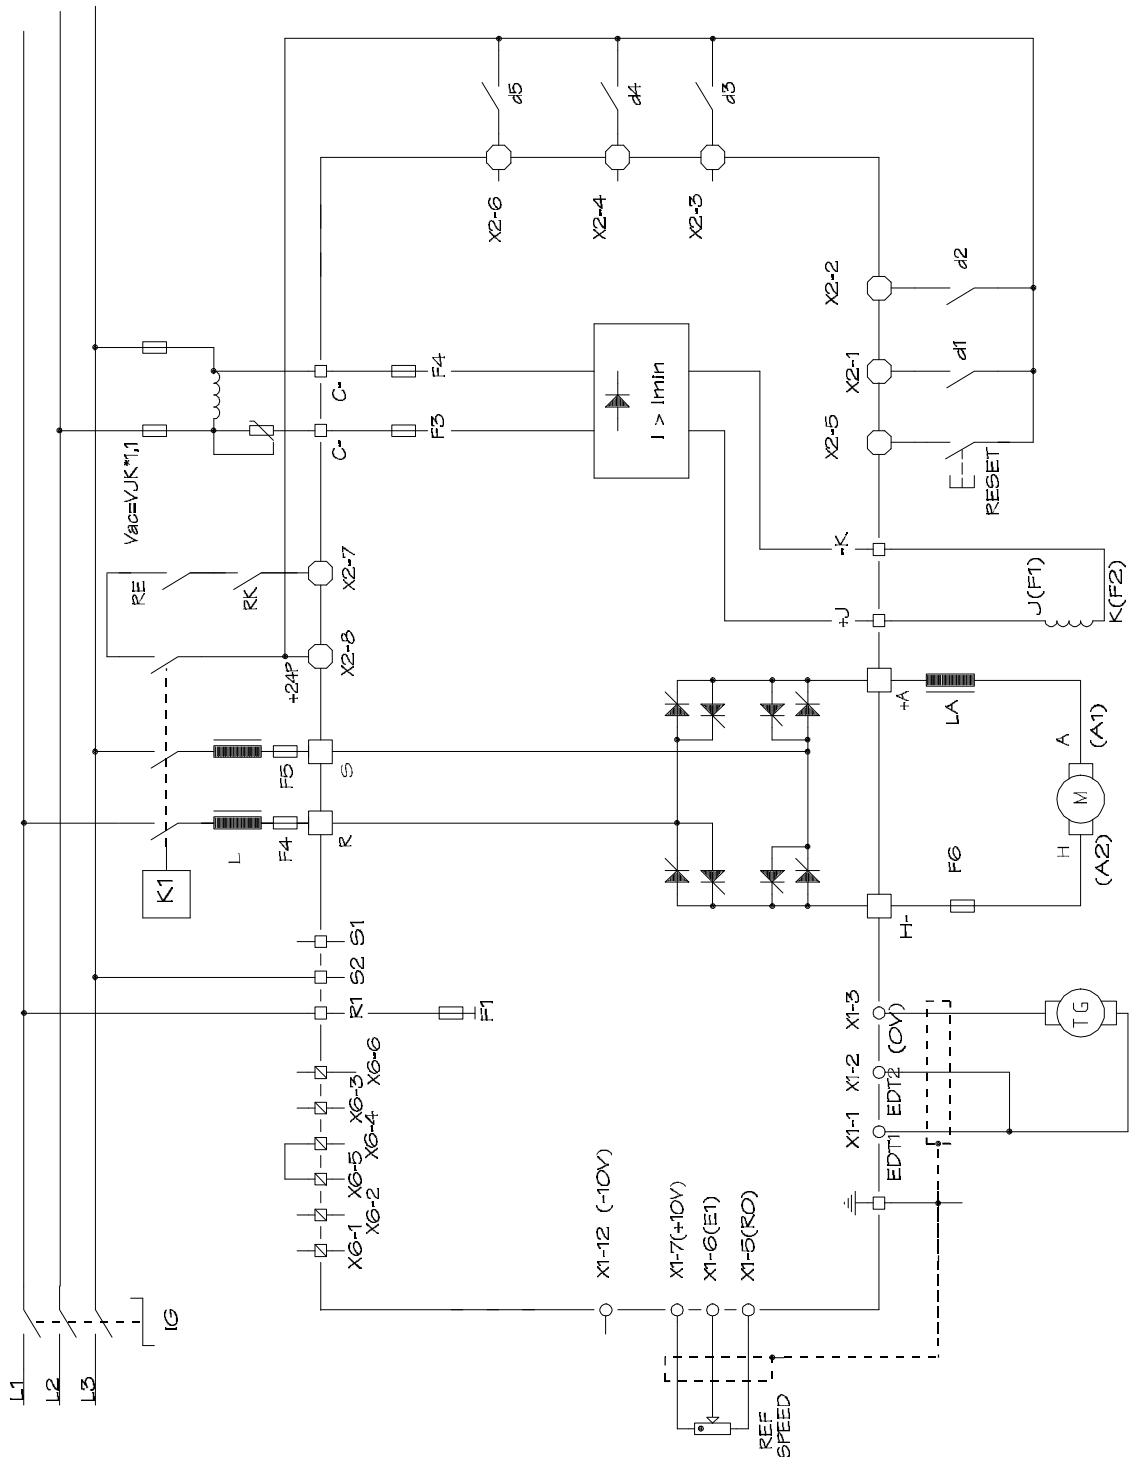 L1
L2
L3
IG
Vac=VJK*1,1
RE
RK
K1
L
F4
F5
+24P
X2-8
X2-7
C-
C-
F3
F4
R
S
S1
S2
R1
F1
X6-6
X6-3
X6-4
X6-5
X6-2
X6-1
I > Imin
X2-6
X2-4
X2-3
d5
d4
d3
X2-2
X2-1
X2-5
d2
d1
RESET
-K
+J
J(F1)
K(F2)
+A
LA
A
(A1)
M
H
(A2)
F6
H-
X1-3
(0V)
X1-2
EDT2
X1-1
EDT1
TG
X1-12 (-10V)
X1-7(+10V)
X1-6(E1)
X1-5(R0)
REF
SPEED